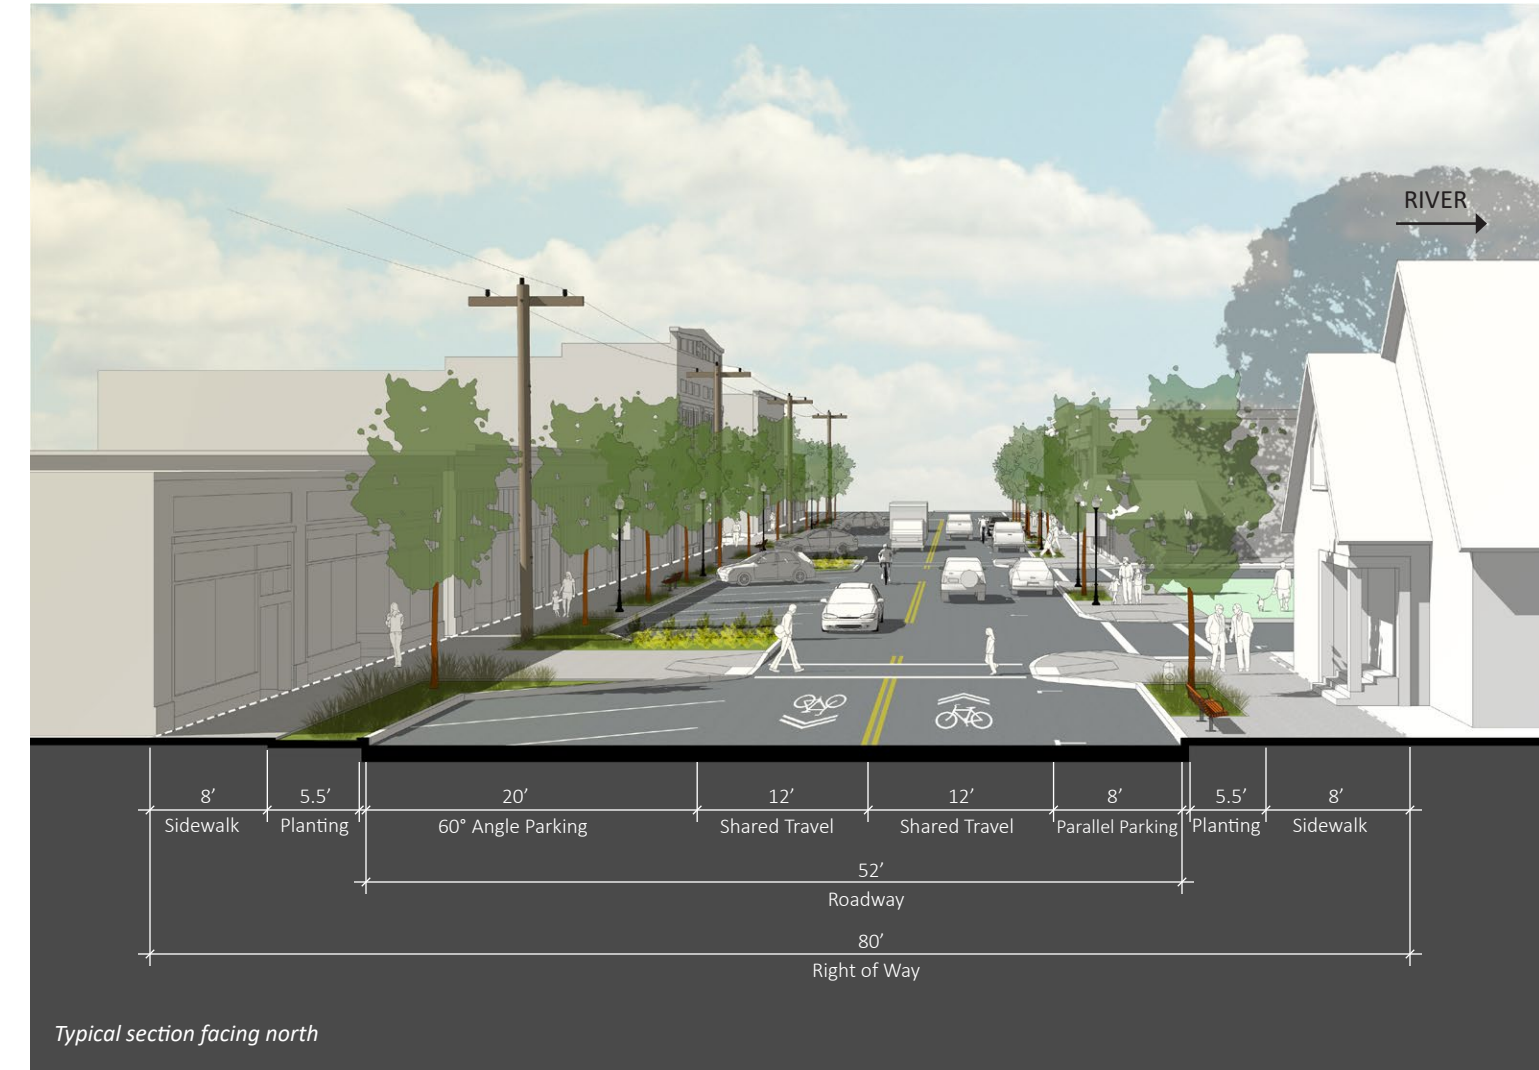 RIVER
8’ 5.5’ 20’ 12’ 12’ 8’ 5.5’ 8’
Sidewalk Planting 60° Angle Parking Shared Travel Shared Travel Parallel Parking Planting Sidewalk
52’
Roadway
80’
Right of Way
Typical section facing north